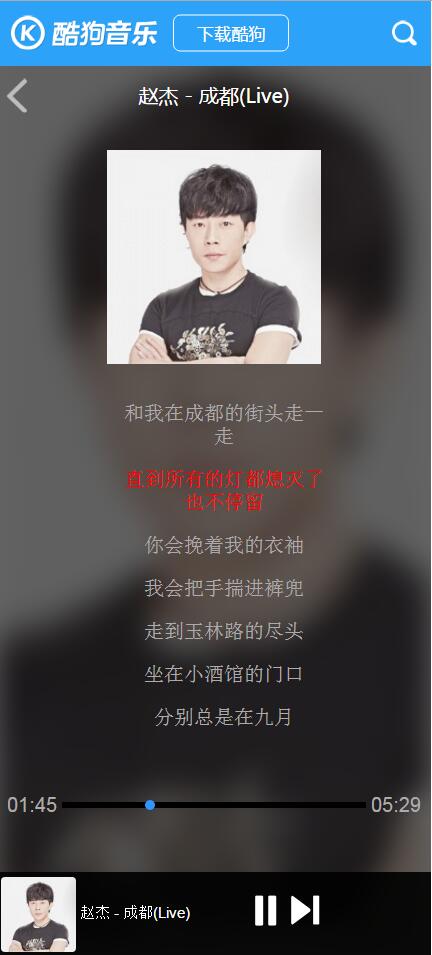 酷狗音乐
下载酷狗
赵杰 - 成都(Live)
和我在成都的街头走一
走
直到所有的灯都熄灭了
也不停留
你会挽着我的衣袖
我会把手揣进裤兜
走到玉林路的尽头
坐在小酒馆的门口
分别总是在九月
01:45
05:29
赵杰 - 成都(Live)